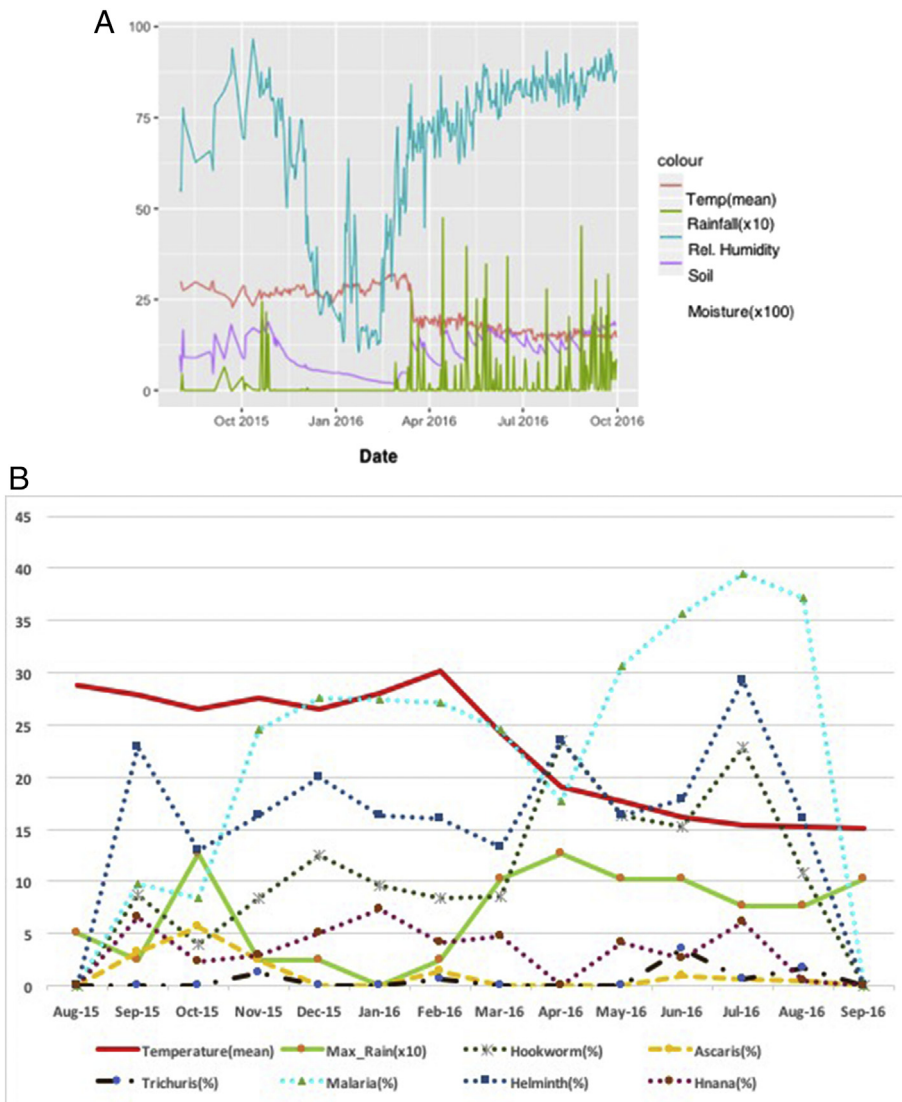 A
100
75
50
25
0
Oct 2015 Jan 2016 Apr 2016 Jul 2016 Oct 2016
Date
colour
Temp(mean)
Rainfall(x10)
Rel. Humidity
Soil
Moisture(x100)
B
45
40
35
30
25
20
15
10
5
0
Aug-15 Sep-15 Oct-15 Nov-15 Dec-15 Jan-16 Feb-16 Mar-16 Apr-16 May-16 Jun-16 Jul-16 Aug-16 Sep-16
Temperature(mean) Max_Rain(x10) Hookworm(%) Ascaris(%)
Trichuris(%) Malaria(%) Helminth(%) Hnana(%)